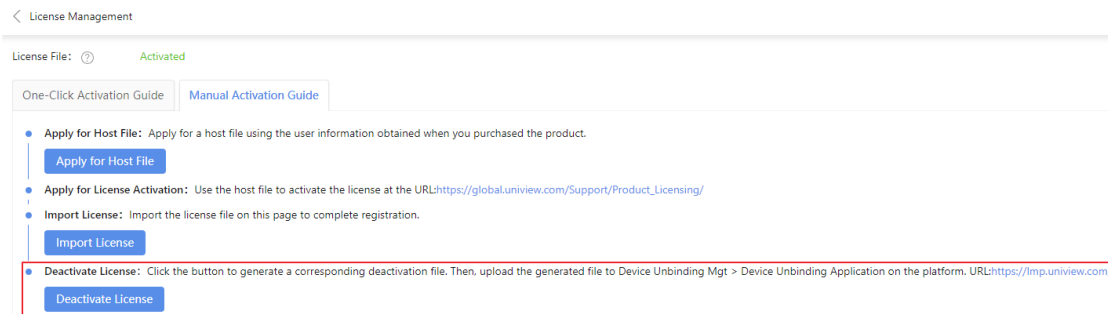 License Management
License File： Activated
One-Click Activation Guide Manual Activation Guide
Apply for Host File： Apply for a host file using the user information obtained when you purchased the product.
Apply for Host File
Apply for License Activation： Use the host file to activate the license at the URL:https://global.uniview.com/Support/Product_Licensing/
Import License： Import the license file on this page to complete registration.
Import License
Deactivate License： Click the button to generate a corresponding deactivation file. Then, upload the generated file to Device Unbinding Mgt > Device Unbinding Application on the platform. URL:https://lmp.uniview.com
Deactivate License